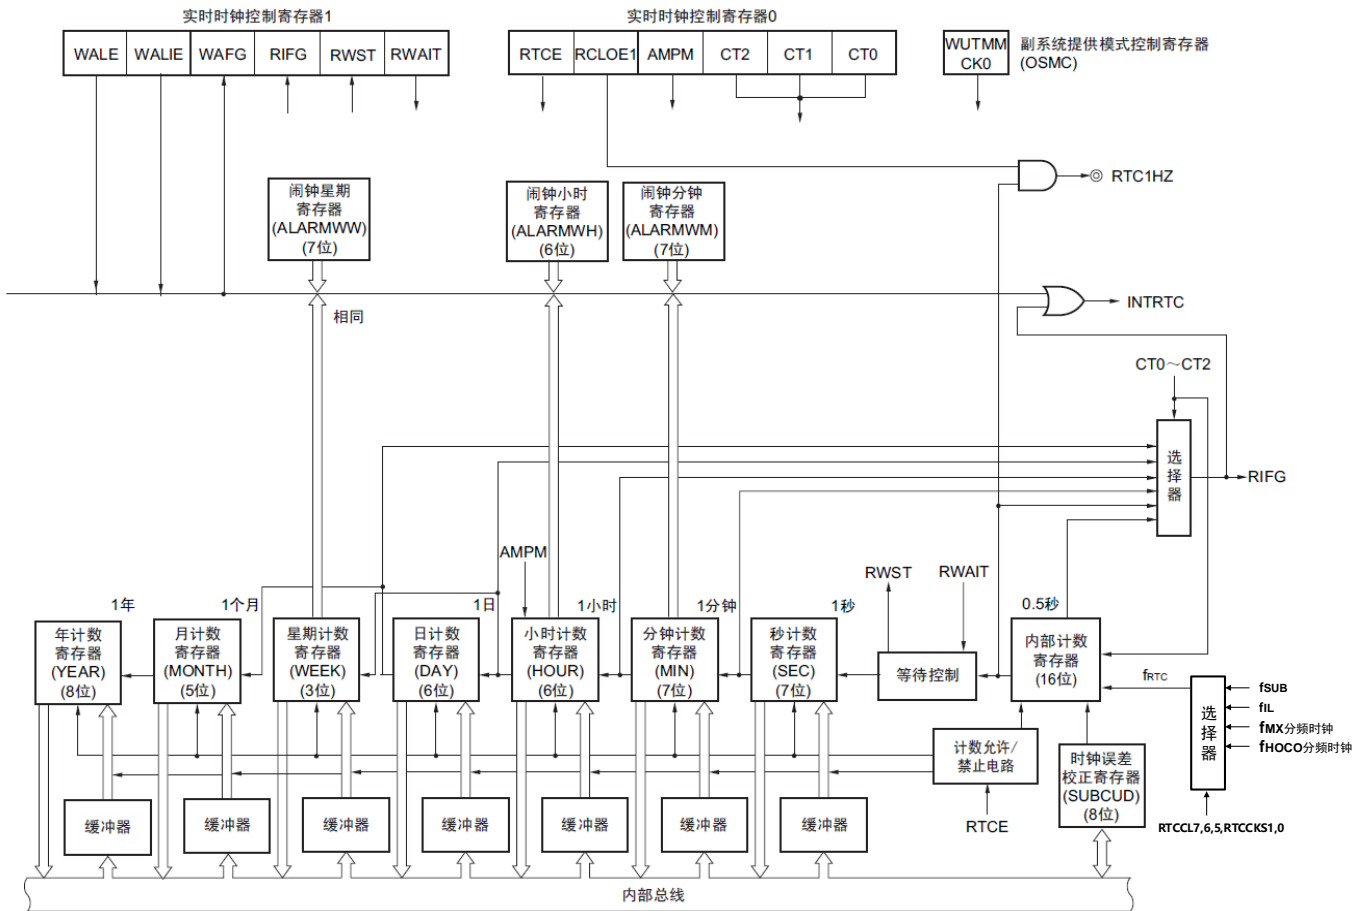 实时时钟控制寄存器1
实时时钟控制寄存器0
WALE WALIE WAFG RIFG RWST RWAIT
RTCE RCLOE1 AMPM CT2 CT1 CT0
WUTMM
CK0
副系统提供模式控制寄存器
(OSMC)
闹钟星期
寄存器
(ALARMWW)
(7位)
闹钟小时
寄存器
(ALARMWH)
(6位)
闹钟分钟
寄存器
(ALARMWM)
(7位)
RTC1HZ
INTRTC
相同
CT0～CT2
选
择
器
RIFG
AMPM
RWST
RWAIT
1年
1个月
1日
1小时
1分钟
1秒
0.5秒
年计数
寄存器
(YEAR)
(8位)
月计数
寄存器
(MONTH)
(5位)
星期计数
寄存器
(WEEK)
(3位)
日计数
寄存器
(DAY)
(6位)
小时计数
寄存器
(HOUR)
(6位)
分钟计数
寄存器
(MIN)
(7位)
秒计数
寄存器
(SEC)
(7位)
等待控制
内部计数
寄存器
(16位)
fRTC
选
择
器
fSUB
fIL
fMX分频时钟
fHOCO分频时钟
计数允许/
禁止电路
时钟误差
校正寄存器
(SUBCUD)
(8位)
RTCE
RTCCL7,6,5,RTCCKS1,0
缓冲器
缓冲器
缓冲器
缓冲器
缓冲器
缓冲器
缓冲器
内部总线